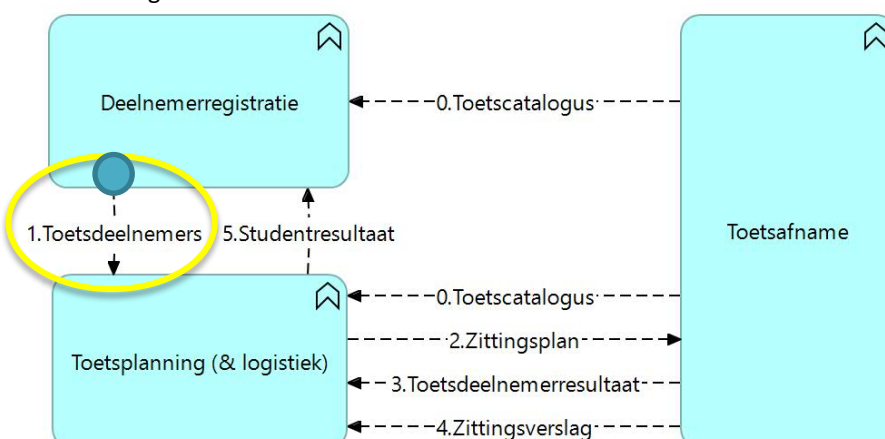 Deelnemerregistratie
0.Toetscatalogus
1.Toetsdeelnemers
5.Studentresultaat
Toetsafname
0.Toetscatalogus
2.Zittingsplan
Toetsplanning (& logistiek)
3.Toetsdeelnemerresultaat
4.Zittingsverslag